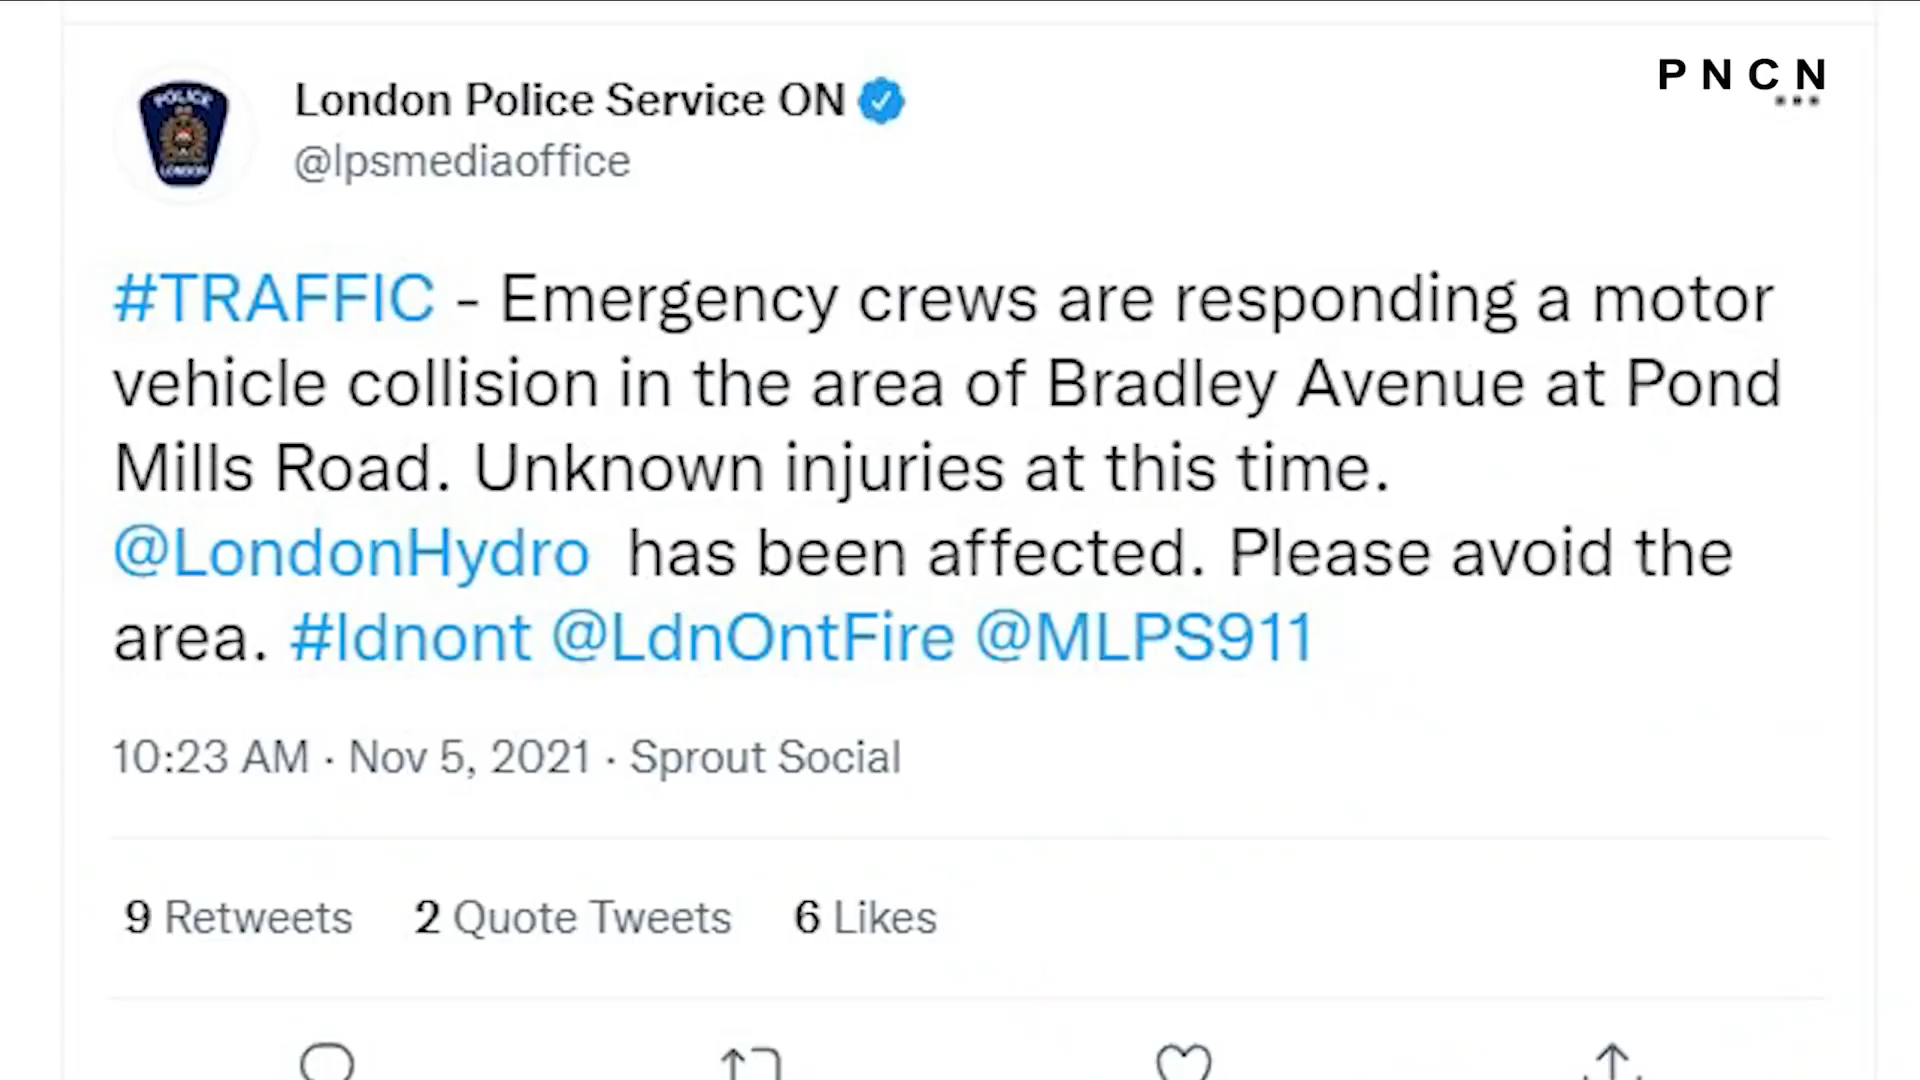 PNCN
POLICE
LONDON
London Police Service ON
@lpsmediaoffice
#TRAFFIC - Emergency crews are responding a motor
vehicle collision in the area of Bradley Avenue at Pond
Mills Road. Unknown injuries at this time.
@LondonHydro has been affected. Please avoid the
area. #ldnont @LdnOntFire @MLPS911
10:23 AM · Nov 5, 2021 · Sprout Social
9 Retweets 2 Quote Tweets 6 Likes